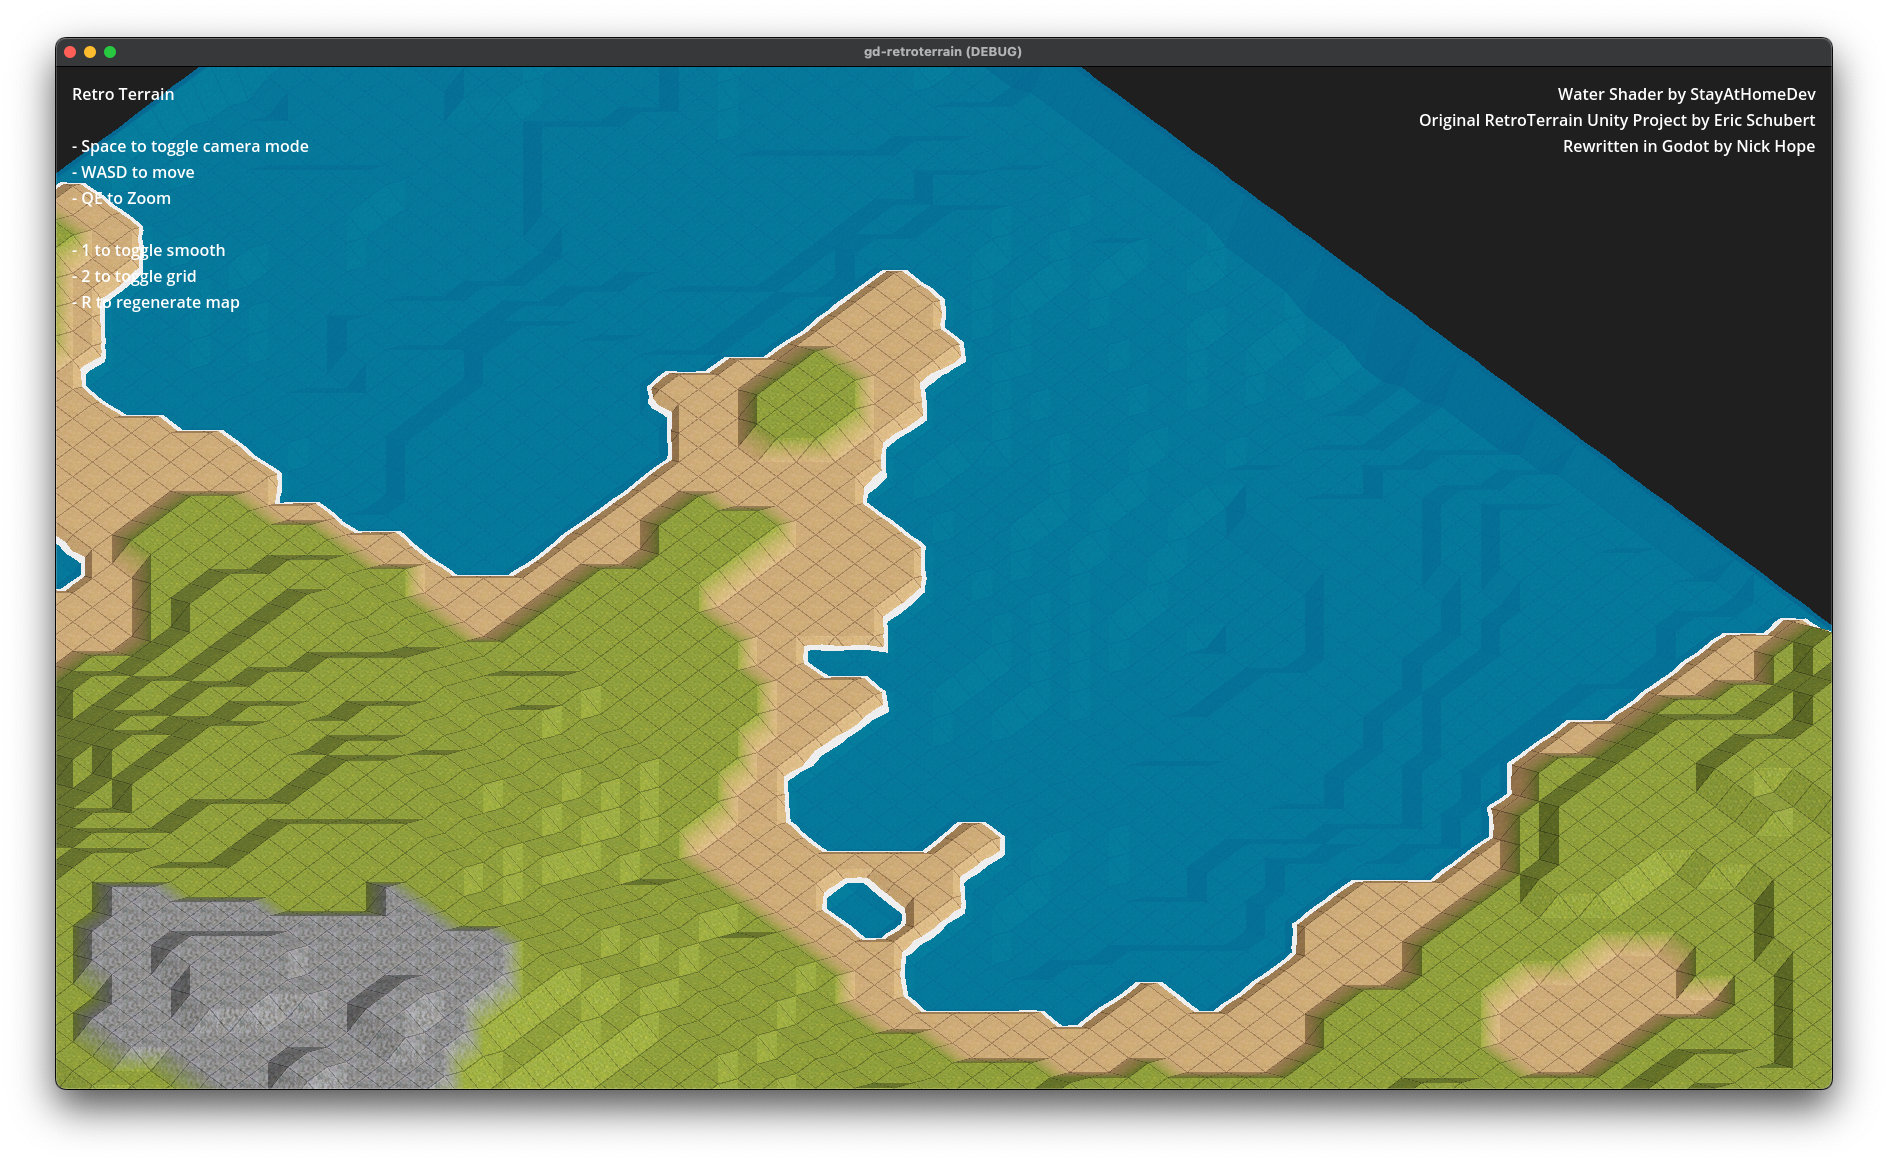 gd-retroterrain (DEBUG)
Retro Terrain
- Space to toggle camera mode
- WASD to move
- QE to Zoom
- 1 to toggle smooth
- 2 to toggle grid
- R to regenerate map
Water Shader by StayAtHomeDev
Original RetroTerrain Unity Project by Eric Schubert
Rewritten in Godot by Nick Hope